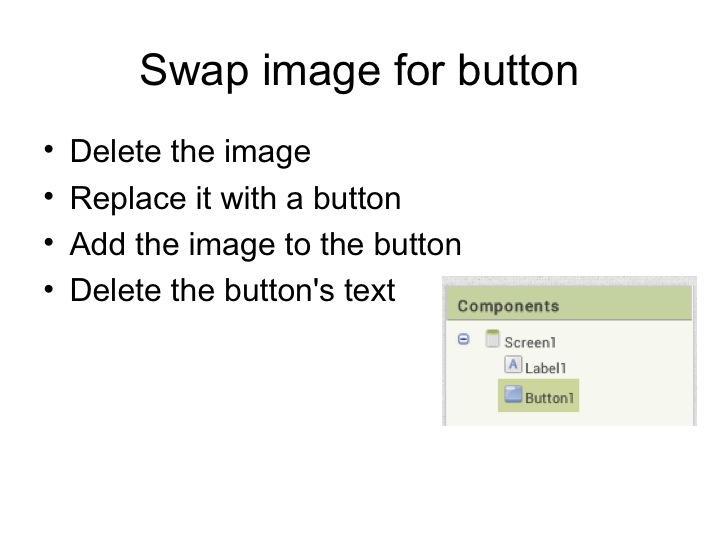 Swap image for button
• Delete the image
• Replace it with a button
• Add the image to the button
• Delete the button's text
Components
Screen1
A Label1
Button1